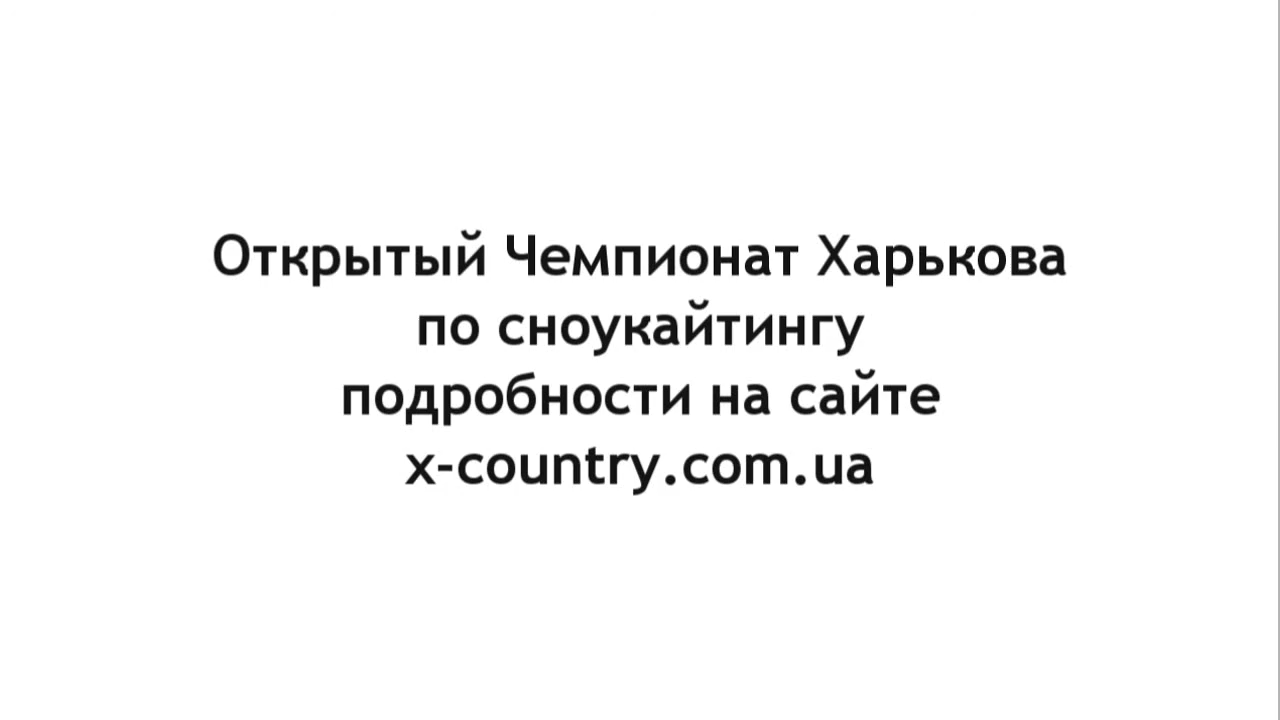 Открытый Чемпионат Харькова
по сноукайтингу
подробности на сайте
x-country.com.ua